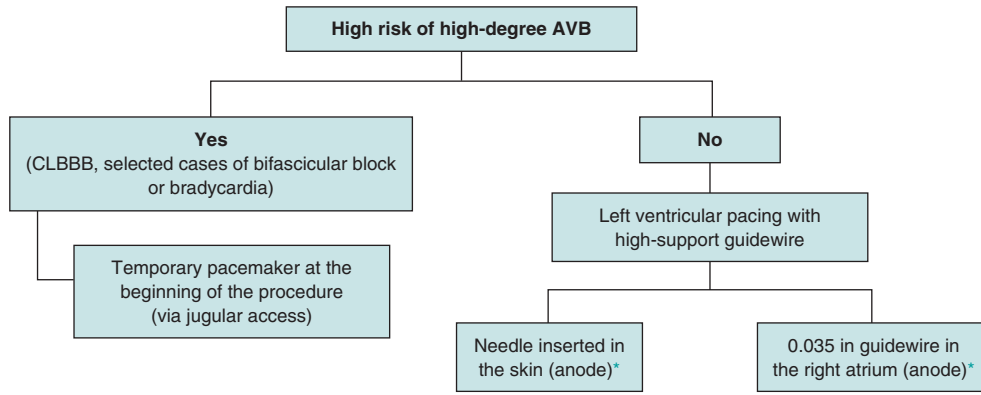 High risk of high-degree AVB
Yes
(CLBBB, selected cases of bifascicular block
or bradycardia)
No
Left ventricular pacing with
high-support guidewire
Temporary pacemaker at the
beginning of the procedure
(via jugular access)
Needle inserted in
the skin (anode)*
0.035 in guidewire in
the right atrium (anode)*